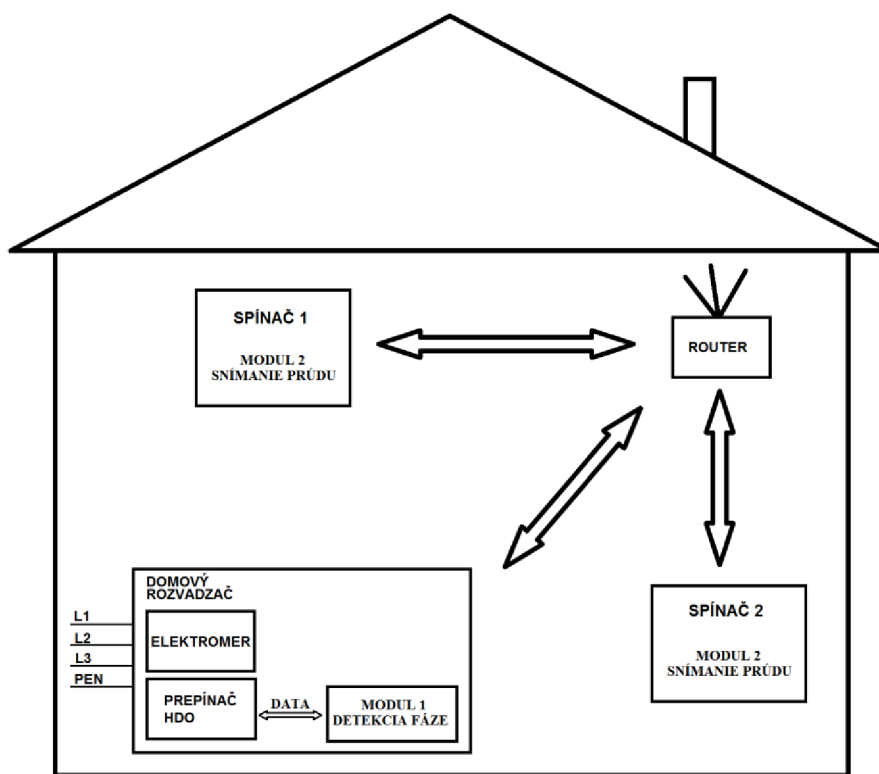 SPÍNAČ 1
MODUL 2
SNÍMANIE PRÚDU
ROUTER
DOMOVÝ
ROZVADZAČ
L1
L2
L3
PEN
ELEKTROMER
PREPÍNAČ
HDO
DATA
MODUL 1
DETEKCIA FÁZE
SPÍNAČ 2
MODUL 2
SNÍMANIE PRÚDU